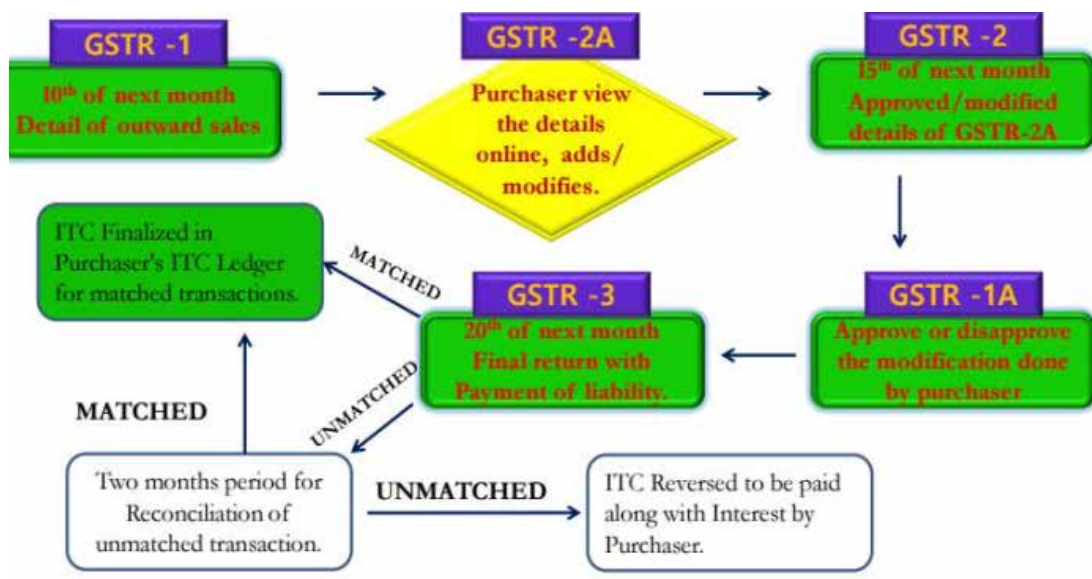 GSTR -1
10th of next month
Detail of outward sales
GSTR -2A
Purchaser view
the details
online, adds/
modifies.
GSTR -2
15th of next month
Approved/modified
details of GSTR-2A
GSTR -1A
Approve or disapprove
the modification done
by purchaser
GSTR -3
20th of next month
Final return with
Payment of liability.
MATCHED
ITC Finalized in
Purchaser's ITC Ledger
for matched transactions.
UNMATCHED
Two months period for
Reconciliation of
unmatched transaction.
MATCHED
UNMATCHED
ITC Reversed to be paid
along with Interest by
Purchaser.